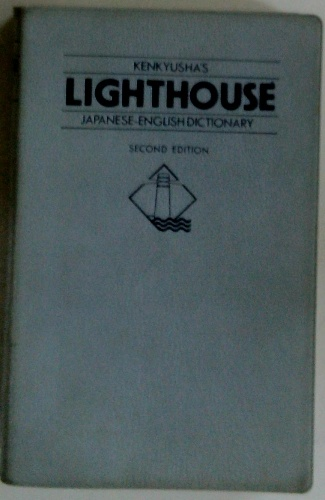 KENKYUSHA'S
LIGHTHOUSE
JAPANESE-ENGLISH DICTIONARY
SECOND EDITION